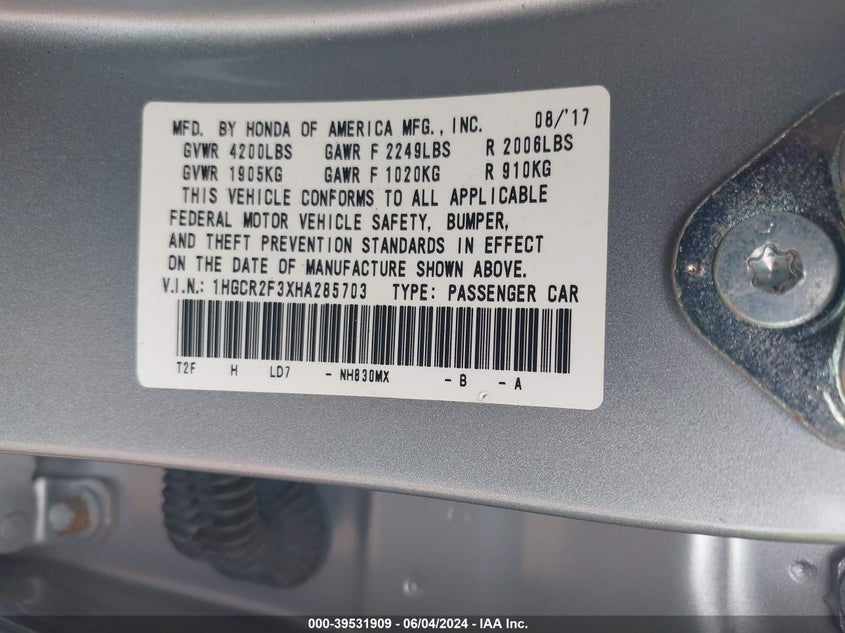 MFD. BY HONDA OF AMERICA MFG., INC. 08/'17
GVWR 4200LBS GAWR F 2249LBS R 2006LBS
GVWR 1905KG GAWR F 1020KG R 910KG
THIS VEHICLE CONFORMS TO ALL APPLICABLE
FEDERAL MOTOR VEHICLE SAFETY, BUMPER,
AND THEFT PREVENTION STANDARDS IN EFFECT
ON THE DATE OF MANUFACTURE SHOWN ABOVE.
V.I.N.: 1HGCR2F3XHA285703 TYPE: PASSENGER CAR
T2F H LD7 - NH830MX - B - A
000-39531909 - 06/04/2024 - IAA Inc.